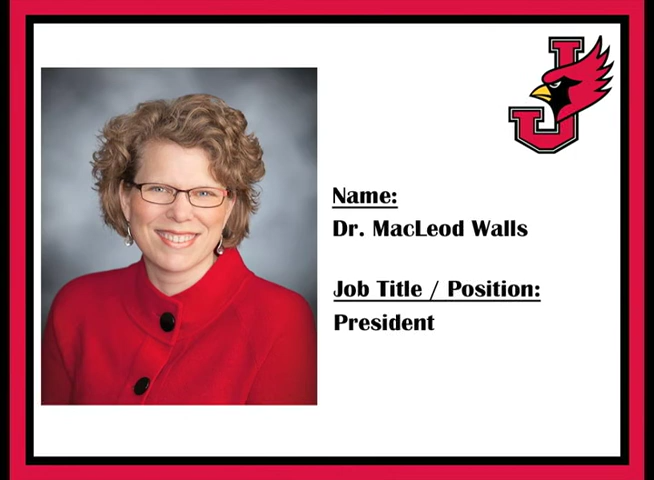 J
Name:
Dr. MacLeod Walls
Job Title / Position:
President